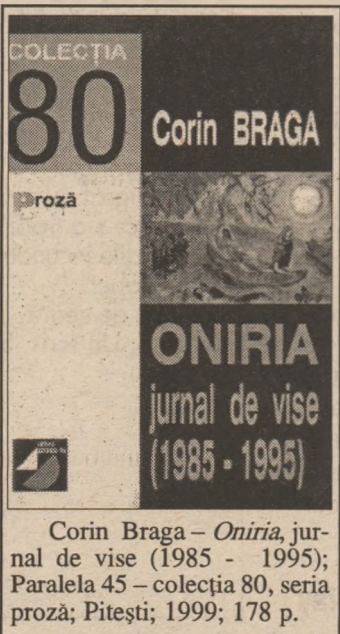 COLECȚIA
80
Corin BRAGA
proză
ONIRIA
jurnal de vise
(1985 - 1995)
Corin Braga – Oniria, jur-
nal de vise (1985 - 1995);
Paralela 45 – colecția 80, seria
proză; Pitești; 1999; 178 p.